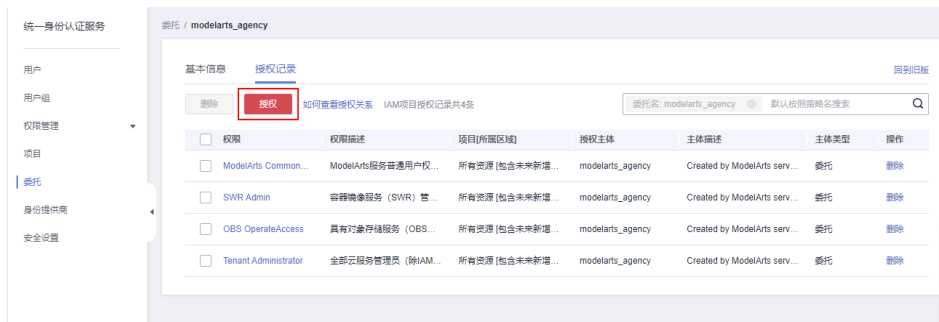 统一身份认证服务
委托 / modelarts_agency
用户
用户组
权限管理
项目
委托
身份提供商
安全设置
基本信息 授权记录 回到旧版
删除 授权 如何查看授权关系 IAM项目授权记录共4条 委托名: modelarts_agency 默认按照策略名搜索
权限 权限描述 项目[所属区域] 授权主体 主体描述 主体类型 操作
ModelArts Common... ModelArts服务普通用户权... 所有资源 [包含未来新增... modelarts_agency Created by ModelArts serv... 委托 删除
SWR Admin 容器镜像服务（SWR）管... 所有资源 [包含未来新增... modelarts_agency Created by ModelArts serv... 委托 删除
OBS OperateAccess 具有对象存储服务（OBS... 所有资源 [包含未来新增... modelarts_agency Created by ModelArts serv... 委托 删除
Tenant Administrator 全部云服务管理员（除IAM... 所有资源 [包含未来新增... modelarts_agency Created by ModelArts serv... 委托 删除